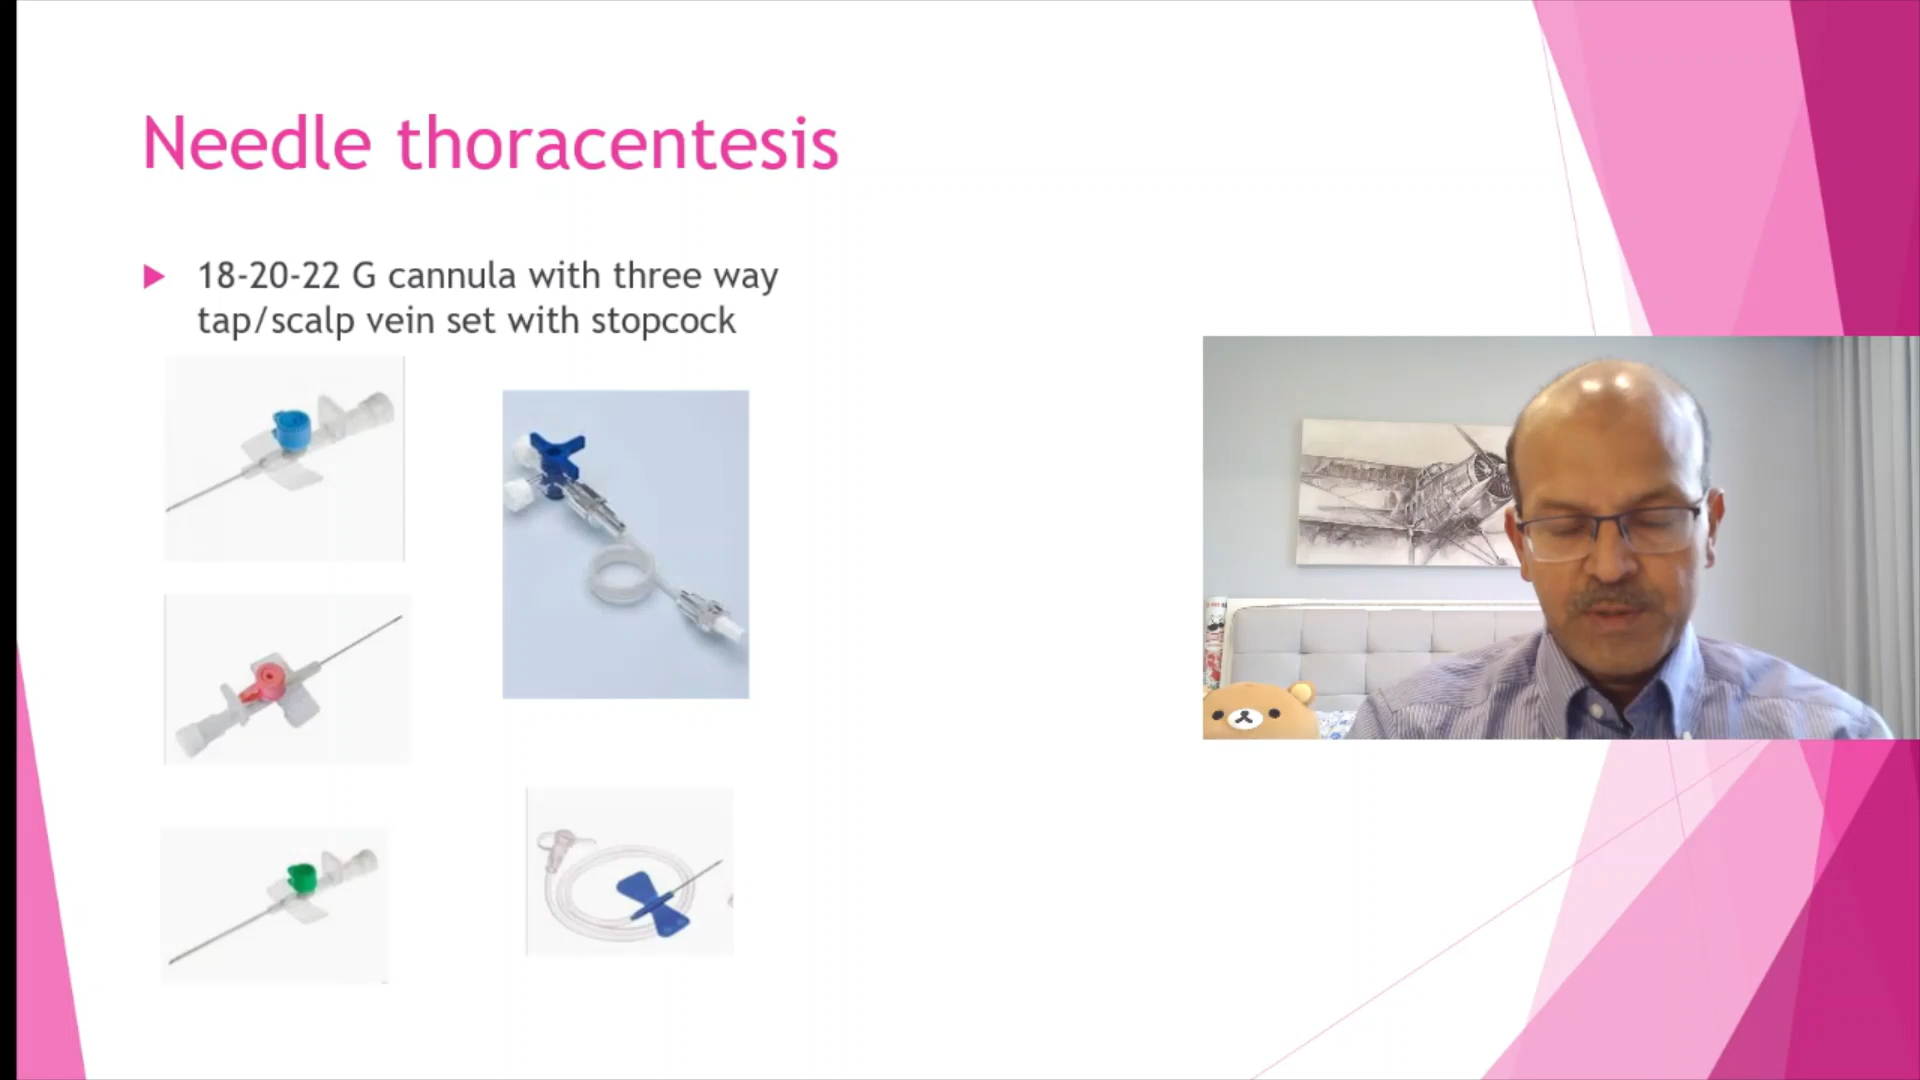 Needle thoracentesis
18-20-22 G cannula with three way
tap/scalp vein set with stopcock